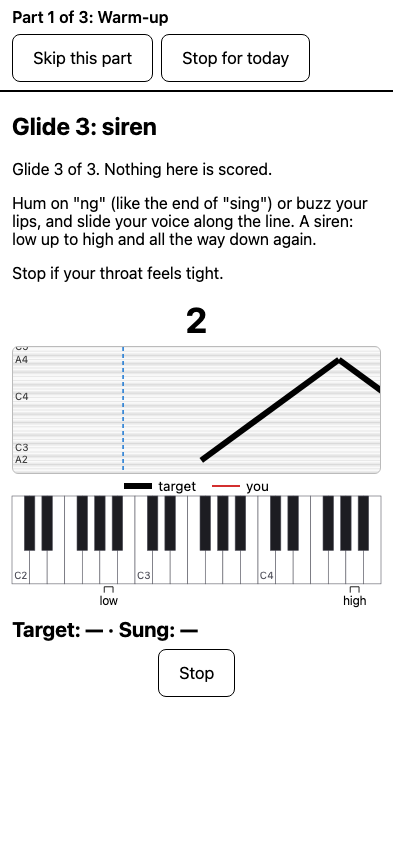 Part 1 of 3: Warm-up
Skip this part
Stop for today
Glide 3: siren
Glide 3 of 3. Nothing here is scored.
Hum on "ng" (like the end of "sing") or buzz your
lips, and slide your voice along the line. A siren:
low up to high and all the way down again.
Stop if your throat feels tight.
2
A4
C4
C3
A2
target
you
C2
C3
C4
low
high
Target: — · Sung: —
Stop